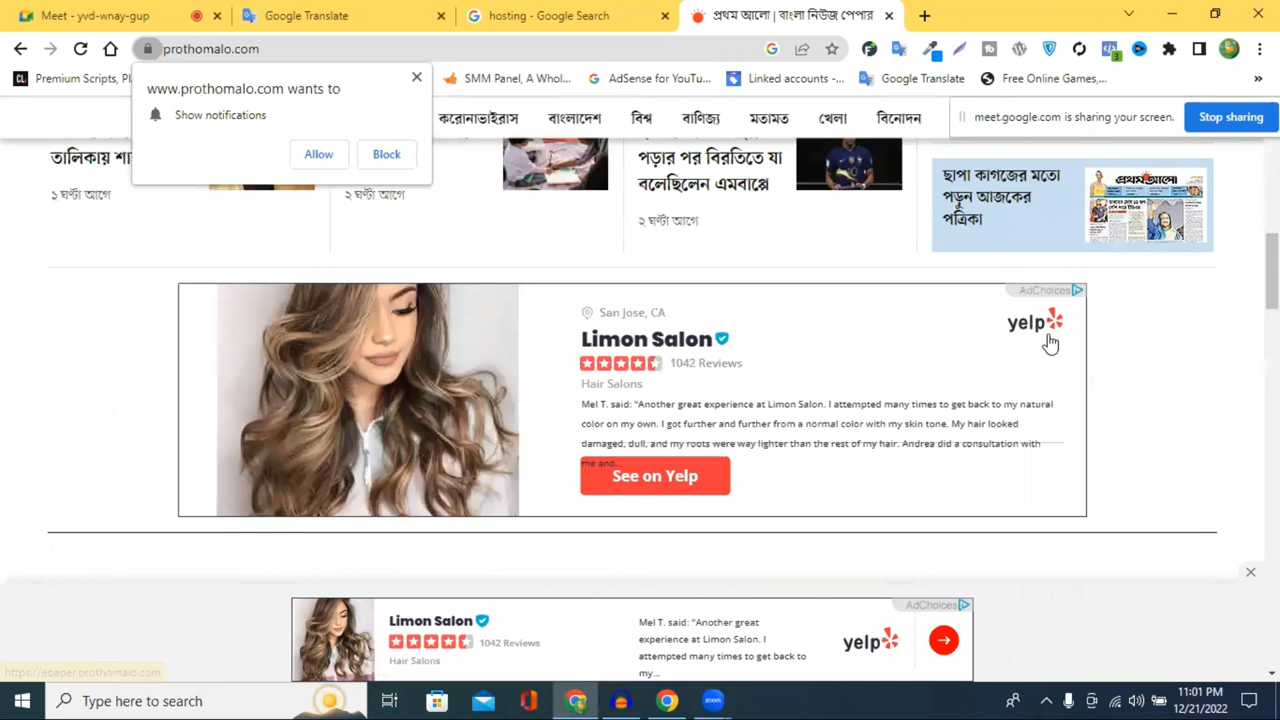 Meet - yvd-wnay-gup
Google Translate
hosting - Google Search
প্রথম আলো | বাংলা নিউজ পেপার
prothomalo.com
Premium Scripts, Pl
SMM Panel, A Whol...
AdSense for YouTu...
Linked accounts -...
Google Translate
Free Online Games,...
www.prothomalo.com wants to
Show notifications
Allow
Block
করোনাভাইরাস বাংলাদেশ বিশ্ব বাণিজ্য মতামত খেলা বিনোদন
meet.google.com is sharing your screen.
Stop sharing
তালিকায় শা
১ ঘণ্টা আগে
২ ঘণ্টা আগে
পড়ার পর বিরতিতে যা
বলেছিলেন এমবাপ্পে
২ ঘণ্টা আগে
ছাপা কাগজের মতো
পড়ুন আজকের
পত্রিকা
প্রথম আলো
AdChoices
San Jose, CA
yelp
Limon Salon
1042 Reviews
Hair Salons
Mel T. said: "Another great experience at Limon Salon. I attempted many times to get back to my natural
color on my own. I got further and further from a normal color with my skin tone. My hair looked
damaged, dull, and my roots were way lighter than the rest of my hair. Andrea did a consultation with
me and...
See on Yelp
AdChoices
Limon Salon
1042 Reviews
Hair Salons
Mel T. said: "Another great
experience at Limon Salon. I
attempted many times to get back to
my...
yelp
https://epaper.prothomalo.com
Type here to search
zoom
11:01 PM
12/21/2022